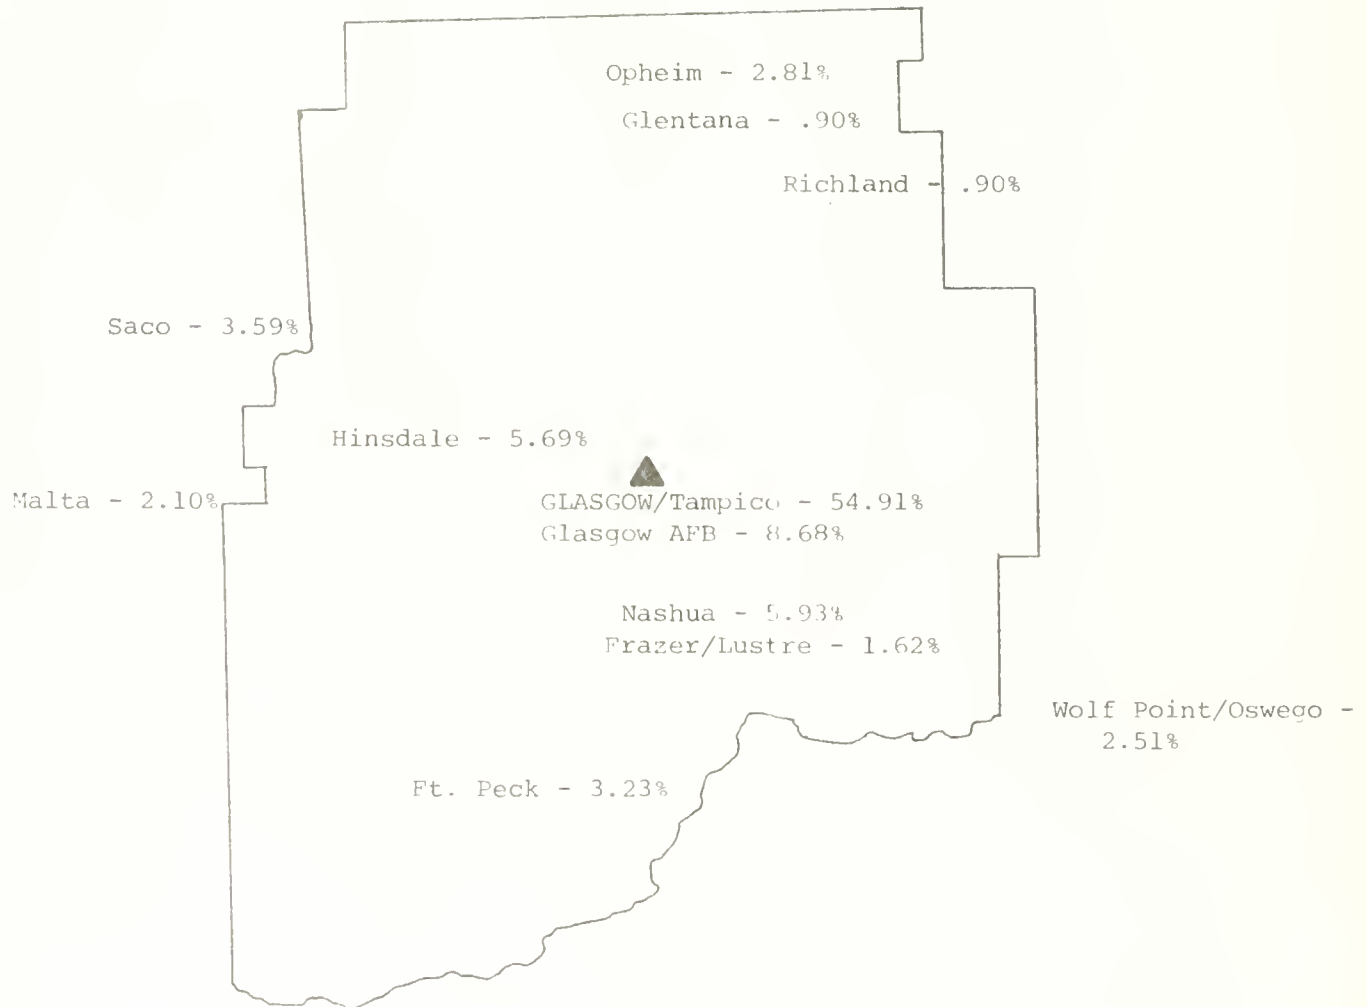 Opheim - 2.81%
Glentana - .90%
Richland - .90%
Saco - 3.59%
Hinsdale - 5.69%
Malta - 2.10%
GLASGOW/Tampico - 54.91%
Glasgow AFB - 8.68%
Nashua - 5.93%
Frazer/Lustre - 1.62%
Wolf Point/Oswego -
2.51%
Ft. Peck - 3.23%